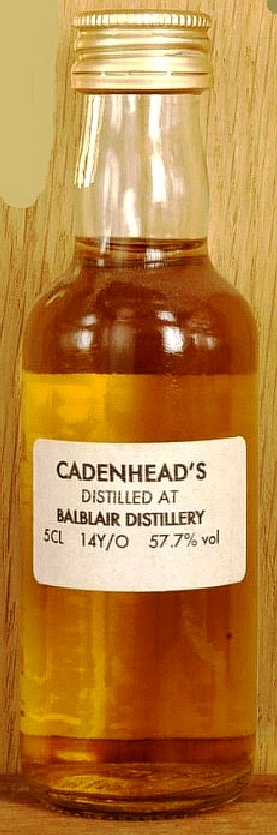 CADENHEAD'S
DISTILLED AT
BALBLAIR DISTILLERY
5CL 14Y/O 57.7% vol